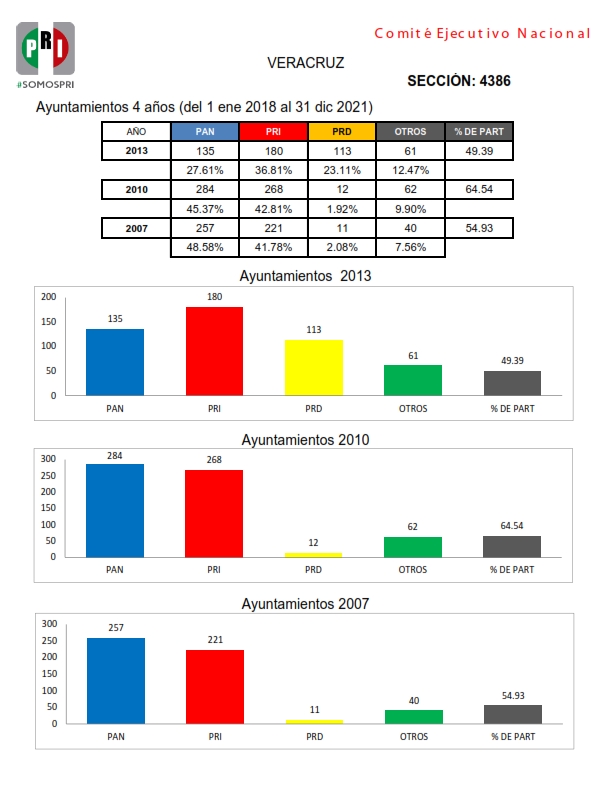 Comité Ejecutivo Nacional
PRI
#SOMOSPRI
VERACRUZ
SECCIÓN: 4386
Ayuntamientos 4 años (del 1 ene 2018 al 31 dic 2021)
AÑO PAN PRI PRD OTROS % DE PART
2013 135 180 113 61 49.39
27.61% 36.81% 23.11% 12.47%
2010 284 268 12 62 64.54
45.37% 42.81% 1.92% 9.90%
2007 257 221 11 40 54.93
48.58% 41.78% 2.08% 7.56%
Ayuntamientos 2013
200
150
100
50
0
135 180 113 61 49.39
PAN PRI PRD OTROS % DE PART
Ayuntamientos 2010
300
250
200
150
100
50
0
284 268 12 62 64.54
PAN PRI PRD OTROS % DE PART
Ayuntamientos 2007
300
250
200
150
100
50
0
257 221 11 40 54.93
PAN PRI PRD OTROS % DE PART